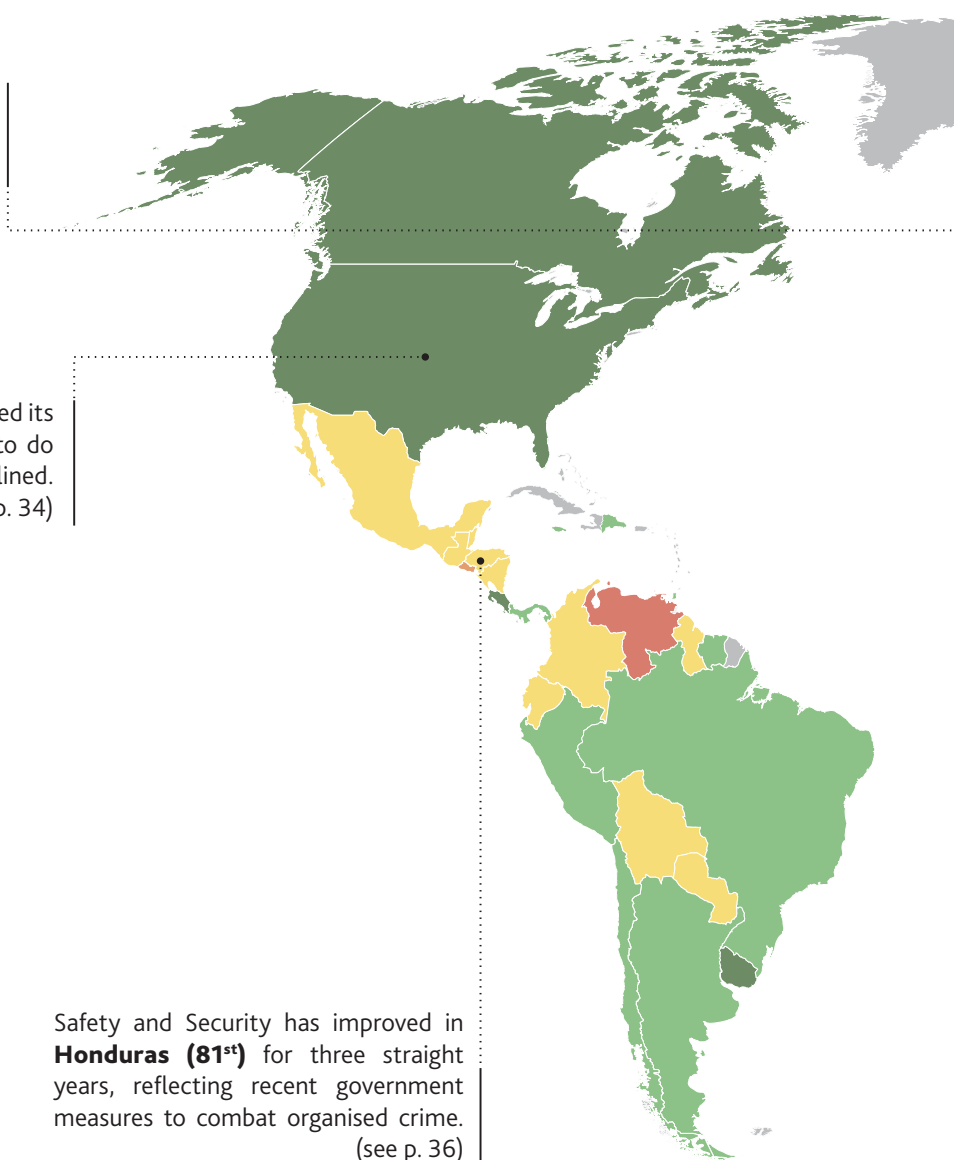 ed its
to do
lined.
p. 34)
Safety and Security has improved in
Honduras (81st) for three straight
years, reflecting recent government
measures to combat organised crime.
(see p. 36)